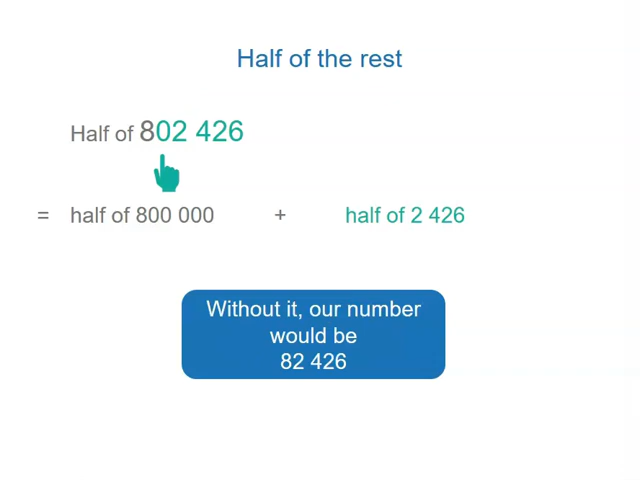 Half of the rest
Half of 802 426
= half of 800 000 + half of 2 426
Without it, our number
would be
82 426